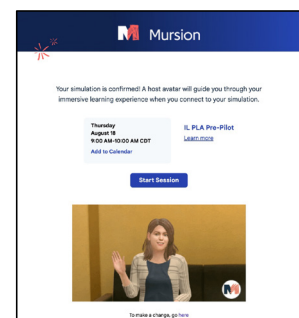 Mursion
Your simulation is confirmed! A host avatar will guide you through your
immersive learning experience when you connect to your simulation.
Thursday
August 18
9:00 AM-10:00 AM CDT
Add to Calendar
IL PLA Pre-Pilot
Learn more
Start Session
To make a change, go here